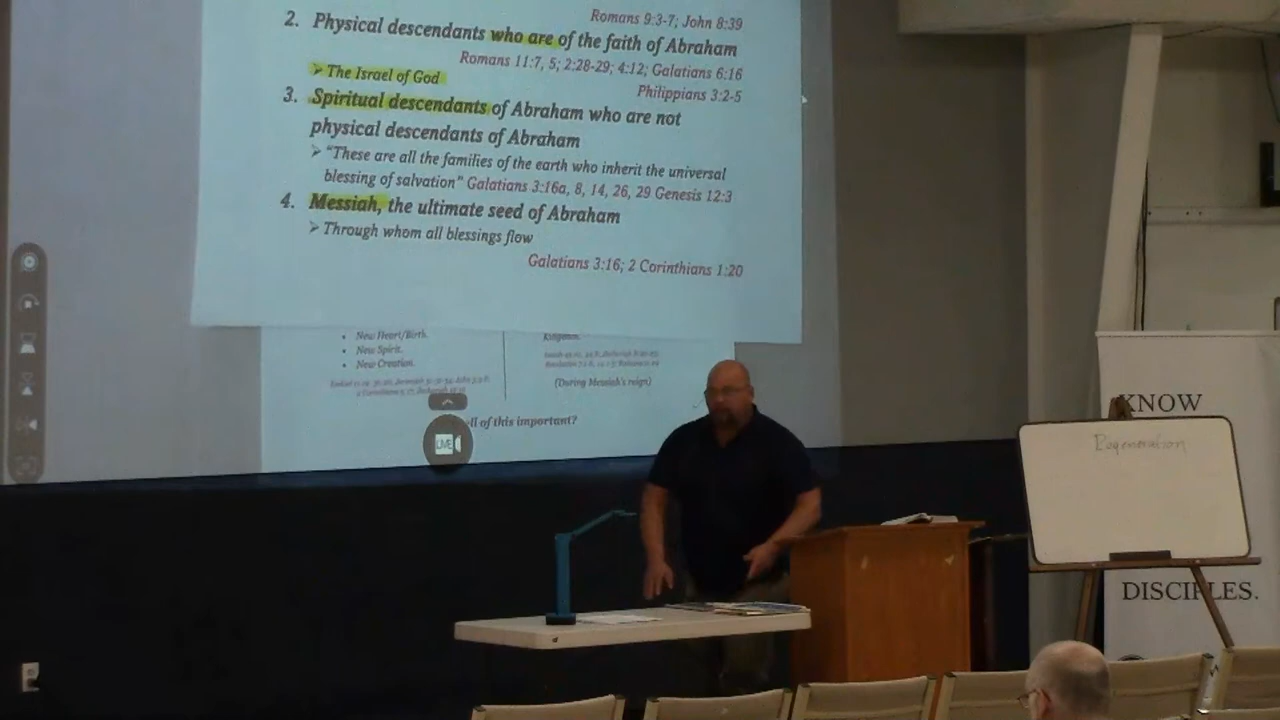 Romans 9:3-7; John 8:39
2. Physical descendants who are of the faith of Abraham
Romans 11:7, 5; 2:28-29; 4:12; Galatians 6:16
➢ The Israel of God
Philippians 3:2-5
3. Spiritual descendants of Abraham who are not
physical descendants of Abraham
➢ "These are all the families of the earth who inherit the universal
blessing of salvation" Galatians 3:16a, 8, 14, 26, 29 Genesis 12:3
4. Messiah, the ultimate seed of Abraham
➢ Through whom all blessings flow
Galatians 3:16; 2 Corinthians 1:20
• New Heart/Birth.
• New Spirit.
• New Creation.
Kingdom.
(During Messiah's reign)
ll of this important?
LIVE
KNOW
Regeneration
DISCIPLES.